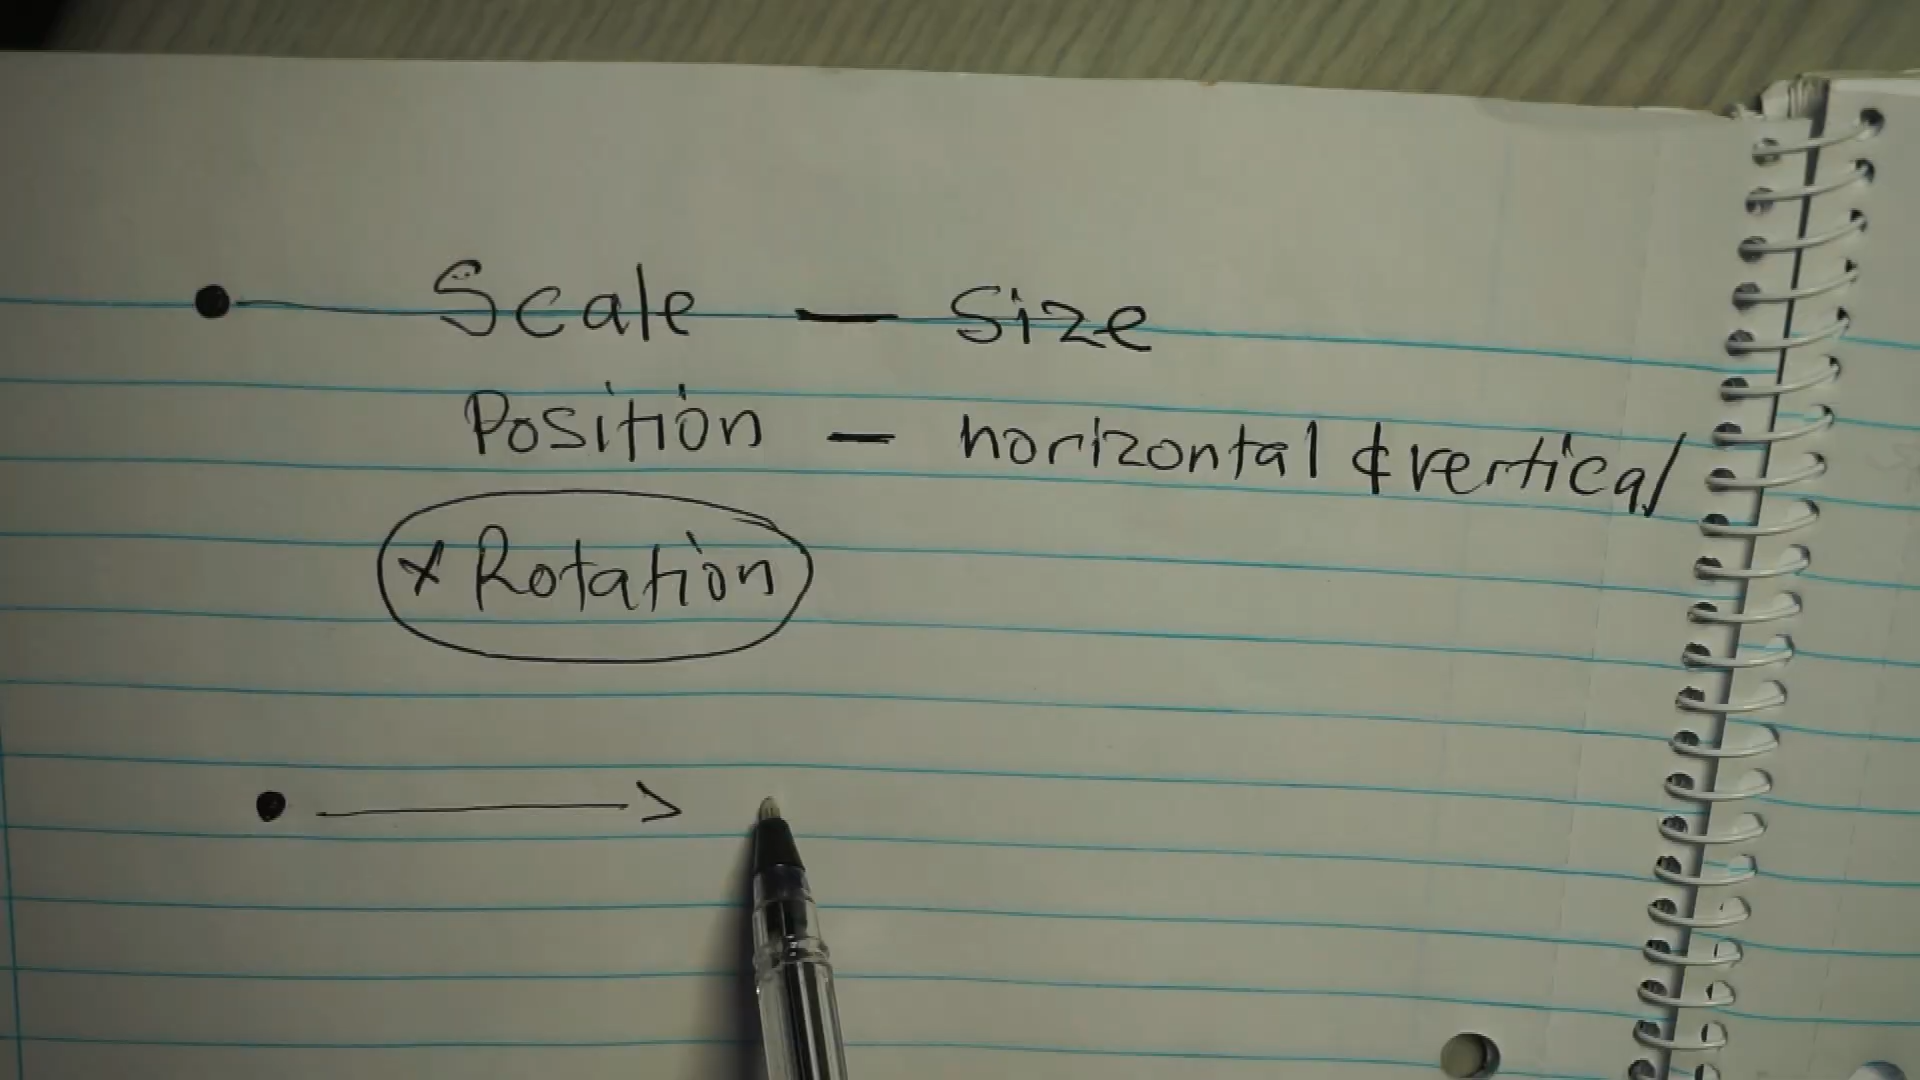 • Scale — Size
Position — horizontal & vertical
* Rotation
• →